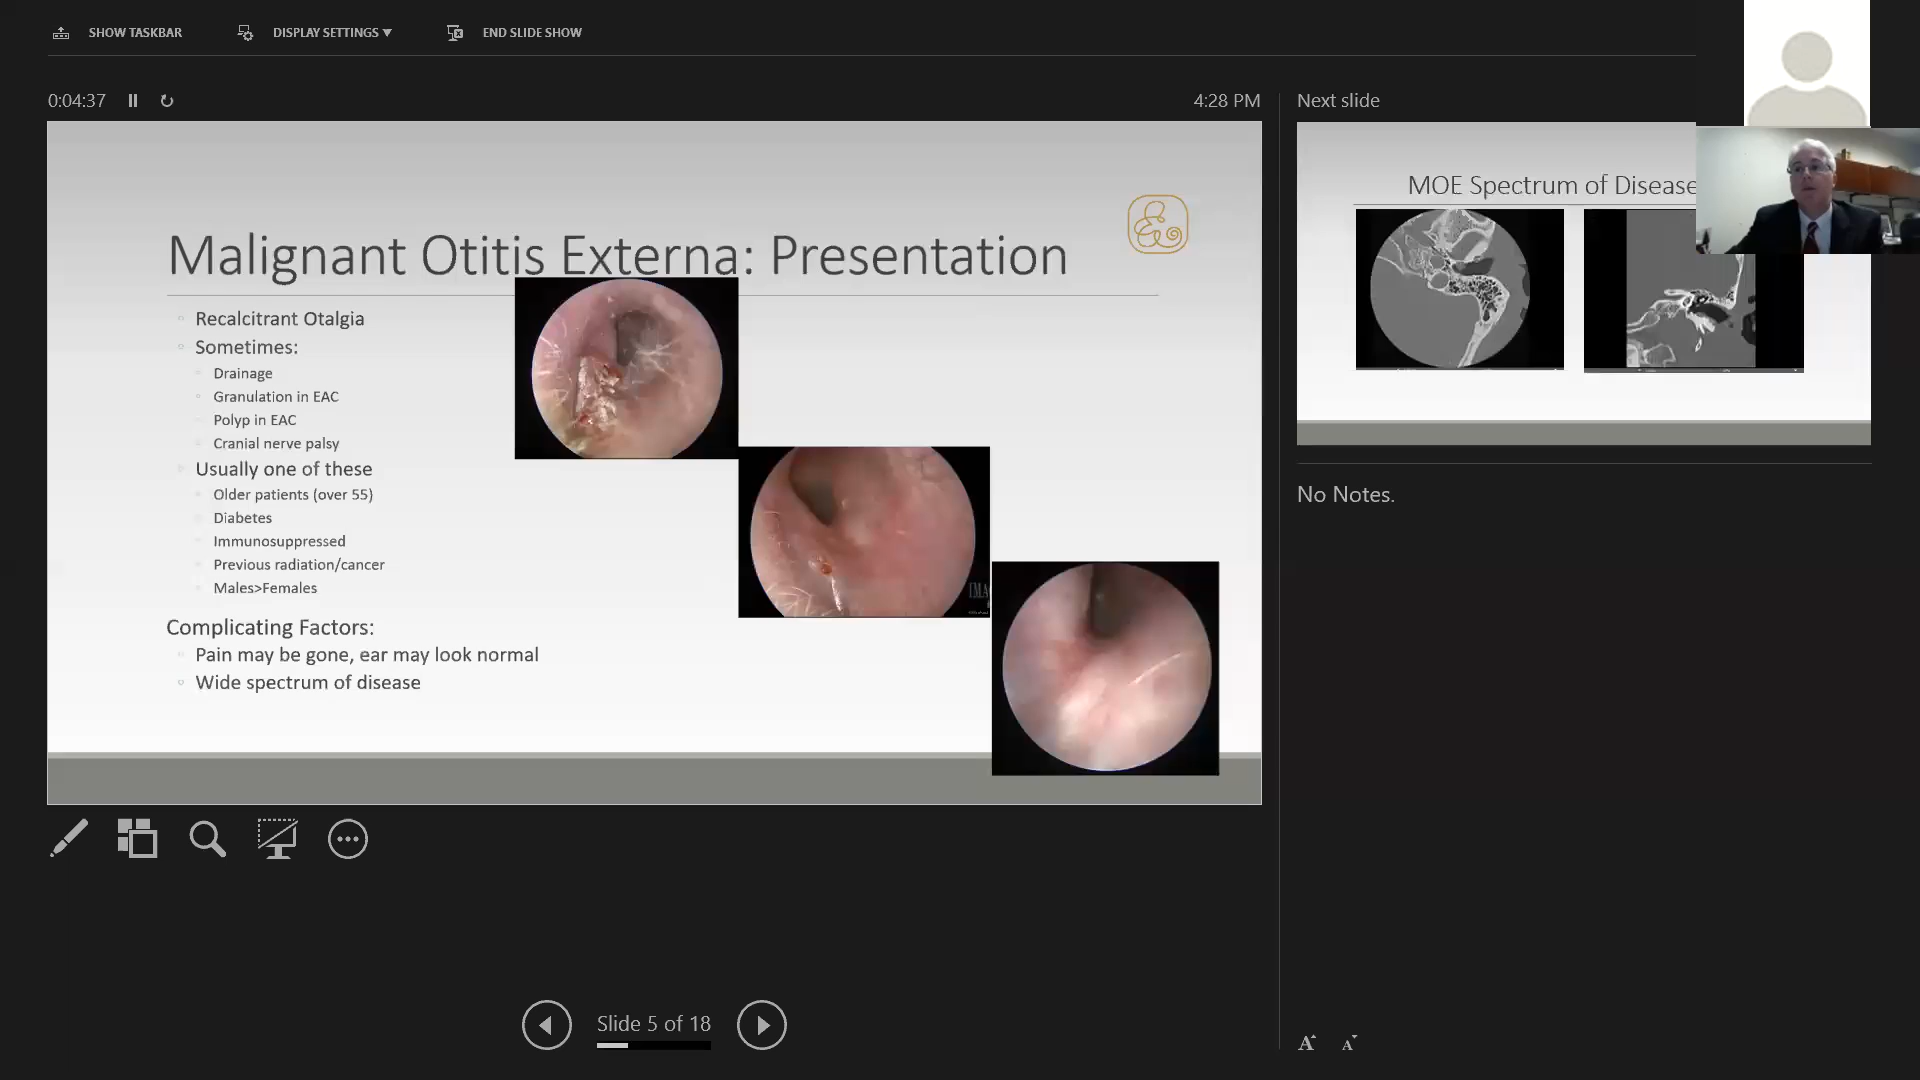 SHOW TASKBAR
DISPLAY SETTINGS ▼
END SLIDE SHOW
0:04:37
4:28 PM
Next slide
Malignant Otitis Externa: Presentation
Recalcitrant Otalgia
Sometimes:
Drainage
Granulation in EAC
Polyp in EAC
Cranial nerve palsy
Usually one of these
Older patients (over 55)
Diabetes
Immunosuppressed
Previous radiation/cancer
Males>Females
Complicating Factors:
Pain may be gone, ear may look normal
Wide spectrum of disease
MOE Spectrum of Disease
No Notes.
Slide 5 of 18
A A